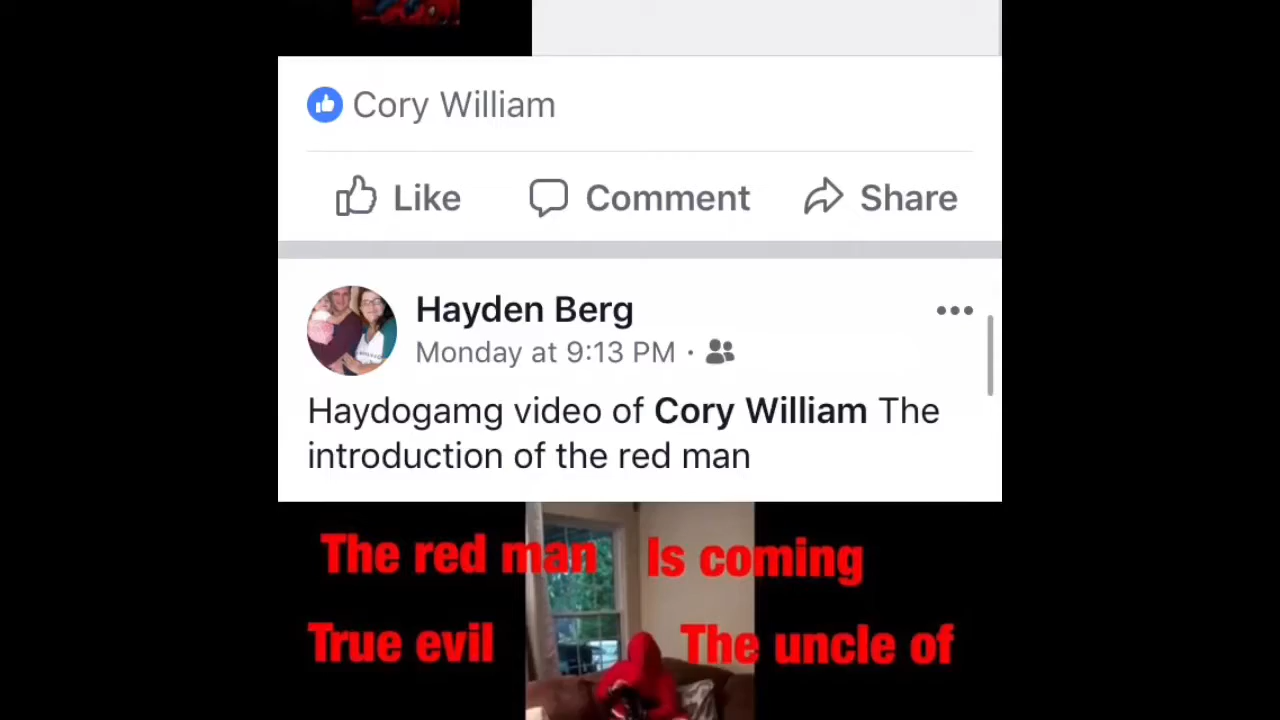 Cory William
Like Comment Share
Hayden Berg
Monday at 9:13 PM ·
Haydogamg video of Cory William The
introduction of the red man
The red man Is coming
True evil The uncle of